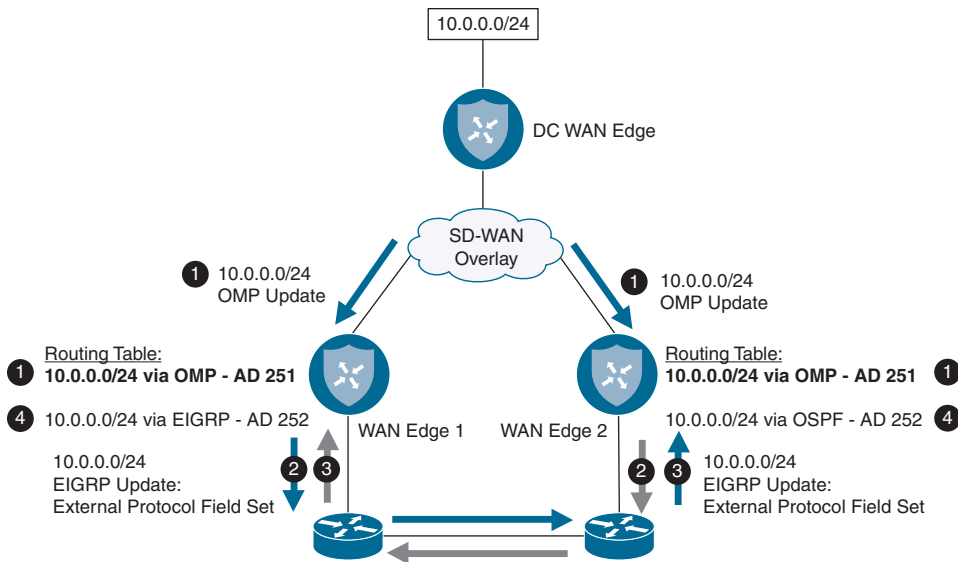 10.0.0.0/24
DC WAN Edge
SD-WAN
Overlay
1 10.0.0.0/24
OMP Update
1 10.0.0.0/24
OMP Update
Routing Table:
1 10.0.0.0/24 via OMP - AD 251
4 10.0.0.0/24 via EIGRP - AD 252
Routing Table:
10.0.0.0/24 via OMP - AD 251 1
10.0.0.0/24 via OSPF - AD 252 4
WAN Edge 1
WAN Edge 2
10.0.0.0/24
EIGRP Update:
External Protocol Field Set
2 3
2 3
10.0.0.0/24
EIGRP Update:
External Protocol Field Set